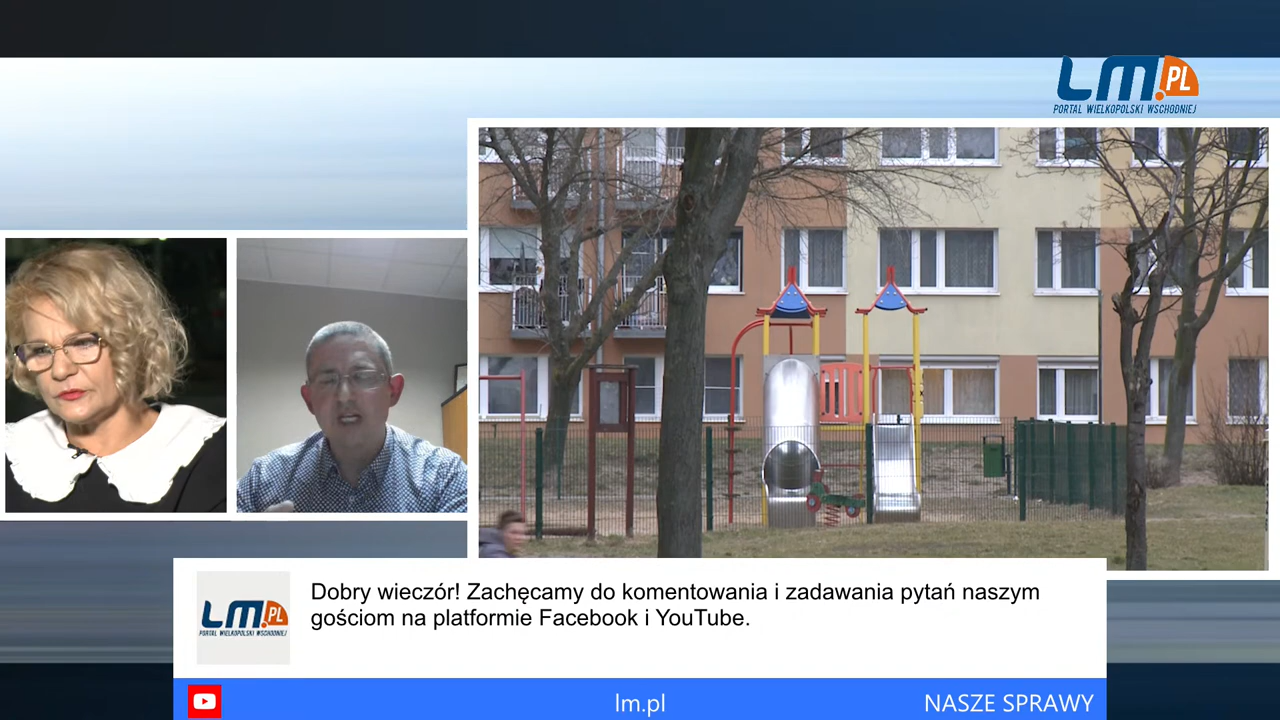 LM.PL
PORTAL WIELKOPOLSKI WSCHODNIEJ
LM.PL
PORTAL WIELKOPOLSKI WSCHODNIEJ
Dobry wieczór! Zachęcamy do komentowania i zadawania pytań naszym
gościom na platformie Facebook i YouTube.
lm.pl
NASZE SPRAWY